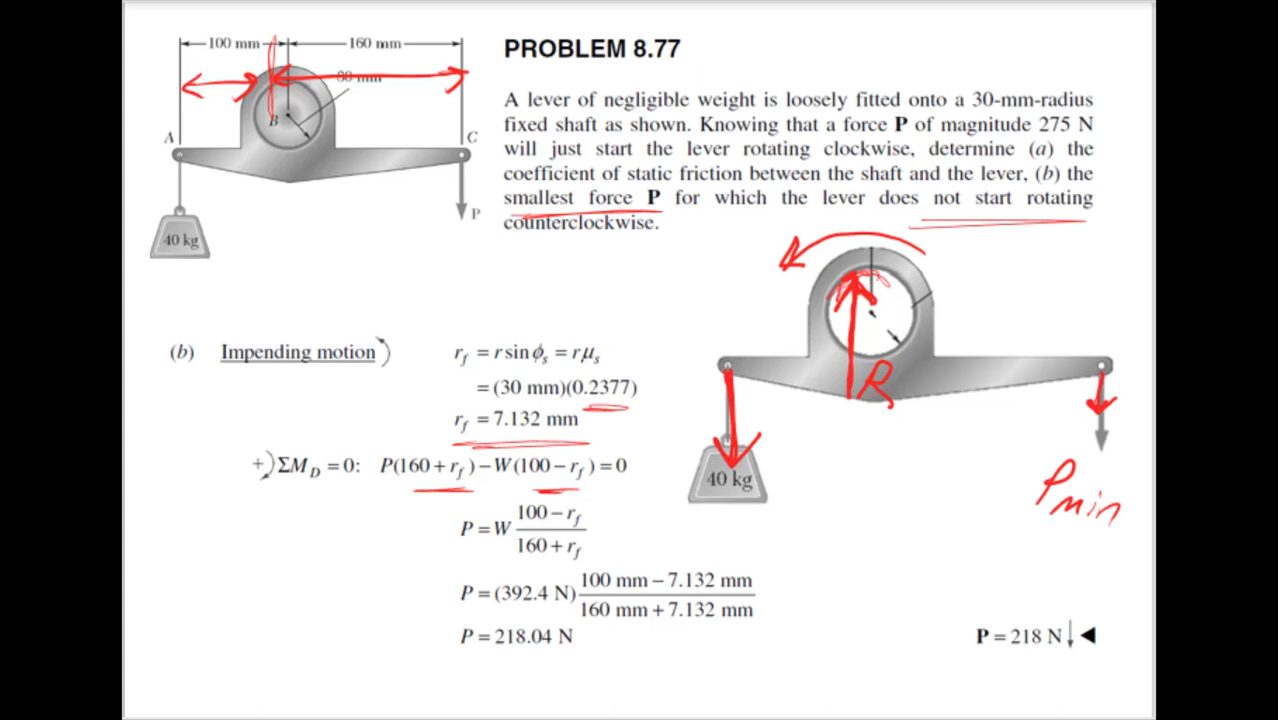 100 mm
160 mm
30 mm
B
A
C
P
40 kg
PROBLEM 8.77
A lever of negligible weight is loosely fitted onto a 30-mm-radius
fixed shaft as shown. Knowing that a force P of magnitude 275 N
will just start the lever rotating clockwise, determine (a) the
coefficient of static friction between the shaft and the lever, (b) the
smallest force P for which the lever does not start rotating
counterclockwise.
(b) Impending motion
r_f = r sin ϕ_s = rμ_s
= (30 mm)(0.2377)
r_f = 7.132 mm
+) ΣM_D = 0: P(160 + r_f) − W(100 − r_f) = 0
P = W (100 − r_f)/(160 + r_f)
P = (392.4 N) (100 mm − 7.132 mm)/(160 mm + 7.132 mm)
P = 218.04 N
P = 218 N↓ ◄
R
40 kg
Pmin